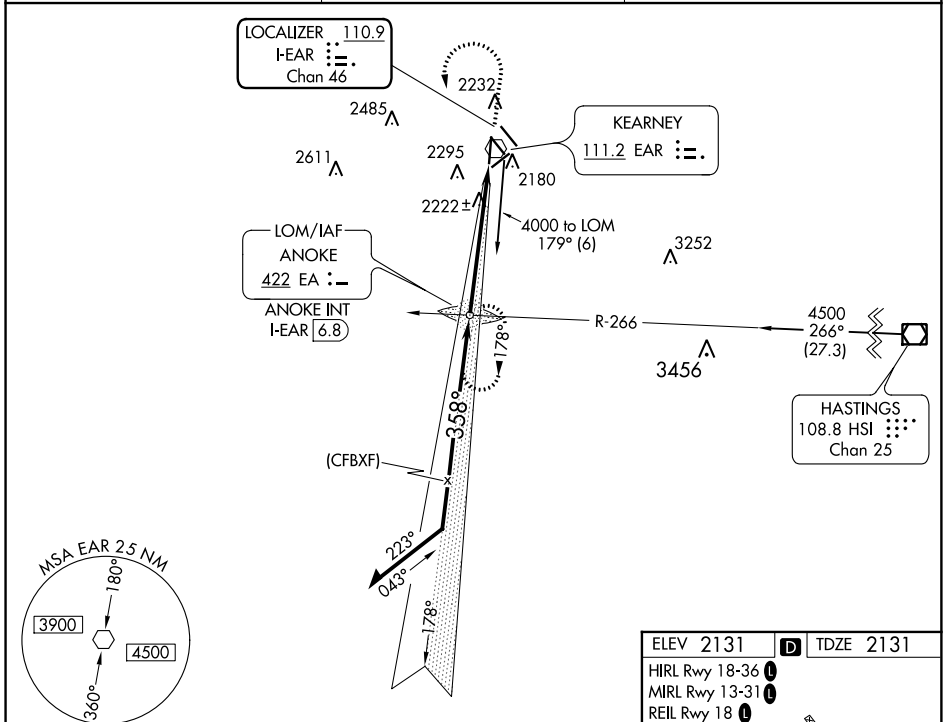 LOCALIZER 110.9
I-EAR
Chan 46
2232
2485
KEARNEY
111.2 EAR
2611
2295
2180
2222±
4000 to LOM
179° (6)
LOM/IAF
ANOKE
422 EA
3252
ANOKE INT
I-EAR 6.8
R-266
4500
266°
(27.3)
178°
3456
358°
HASTINGS
108.8 HSI
Chan 25
(CFBXF)
223°
043°
178°
MSA EAR 25 NM
180°
3900
4500
360°
ELEV 2131 D TDZE 2131
HIRL Rwy 18-36 L
MIRL Rwy 13-31 L
REIL Rwy 18 L